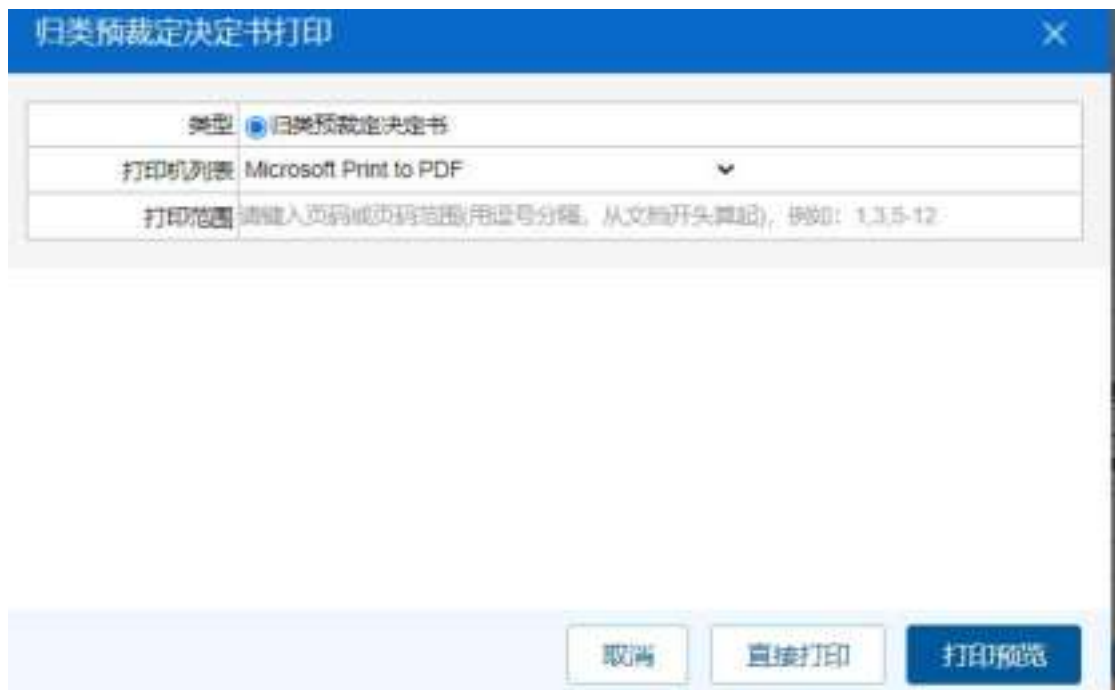 归类预裁定决定书打印
类型 归类预裁定决定书
打印机列表 Microsoft Print to PDF
打印范围 请键入页码或页码范围(用逗号分隔，从文档开头算起)，例如：1,3,5-12
取消 直接打印 打印预览